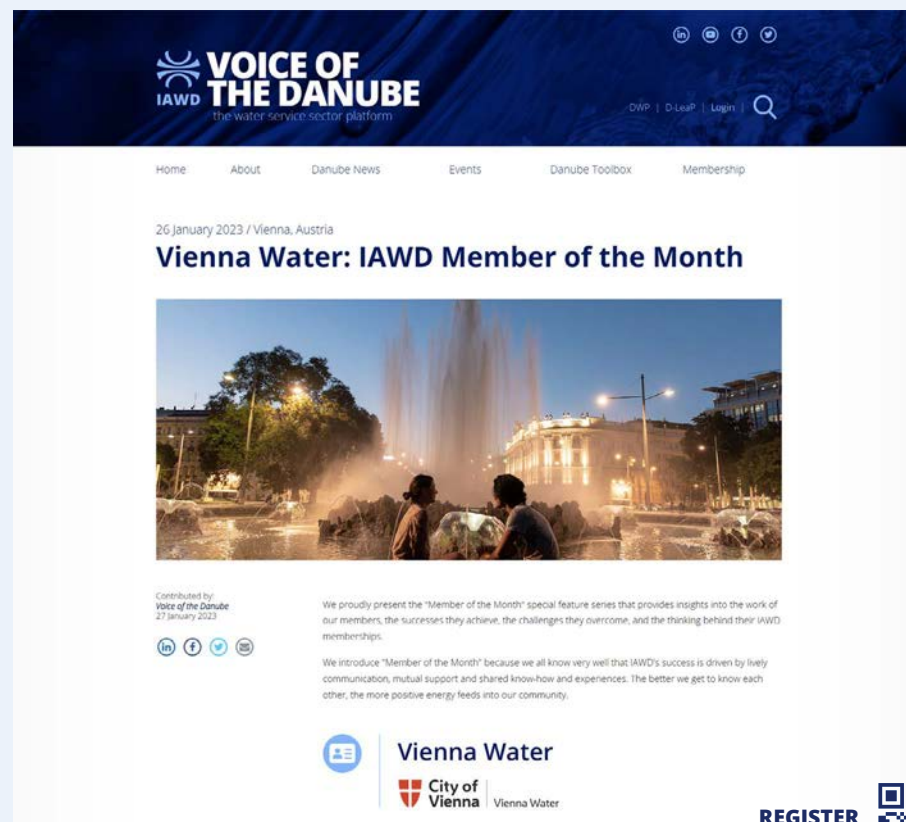 IAWD
VOICE OF
THE DANUBE
the water service sector platform
DWP | D-LeaP | Login |
Home About Danube News Events Danube Toolbox Membership
26 January 2023 / Vienna, Austria
Vienna Water: IAWD Member of the Month
Contributed by:
Voice of the Danube
27 January 2023
We proudly present the "Member of the Month" special feature series that provides insights into the work of
our members, the successes they achieve, the challenges they overcome, and the thinking behind their IAWD
memberships.
We introduce "Member of the Month" because we all know very well that IAWD's success is driven by lively
communication, mutual support and shared know-how and experiences. The better we get to know each
other, the more positive energy feeds into our community.
Vienna Water
City of
Vienna | Vienna Water
REGISTER